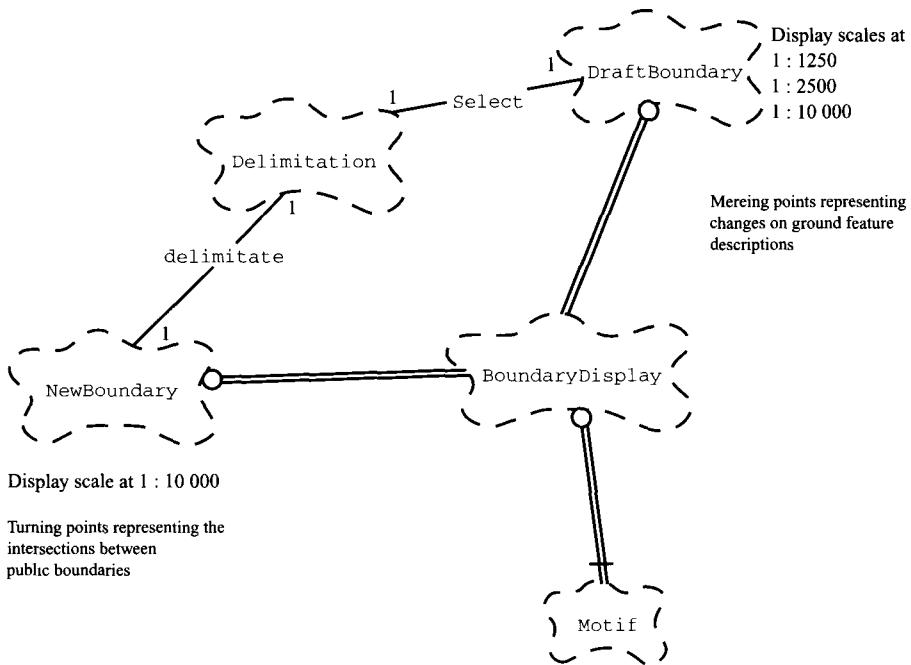 Display scales at
1 : 1250
1 : 2500
1 : 10 000
DraftBoundary
1
Select
1
Delimitation
1
delimitate
1
Mereing points representing
changes on ground feature
descriptions
NewBoundary
BoundaryDisplay
Display scale at 1 : 10 000
Turning points representing the
intersections between
public boundaries
Motif